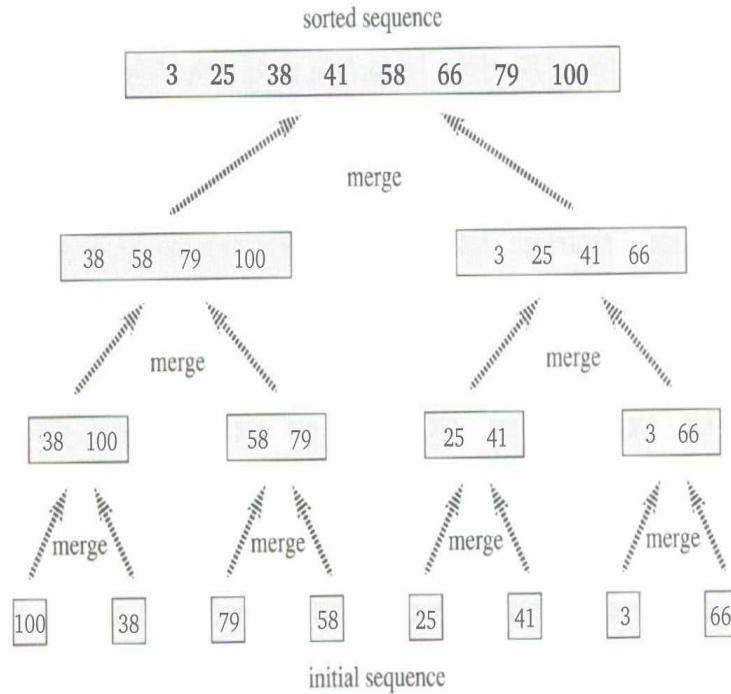 sorted sequence
3 25 38 41 58 66 79 100
merge
38 58 79 100
3 25 41 66
merge
merge
38 100
58 79
25 41
3 66
merge
merge
merge
merge
100
38
79
58
25
41
3
66
initial sequence